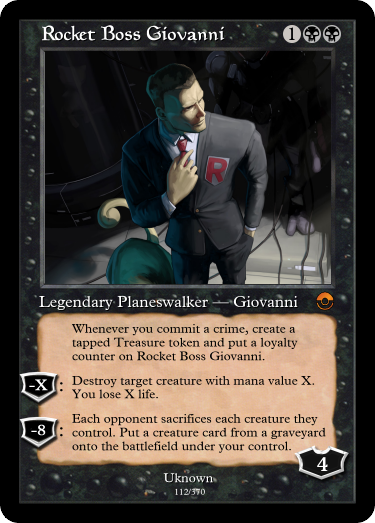 Rocket Boss Giovanni 1
R
Legendary Planeswalker — Giovanni
Whenever you commit a crime, create a
tapped Treasure token and put a loyalty
counter on Rocket Boss Giovanni.
-X: Destroy target creature with mana value X.
You lose X life.
-8: Each opponent sacrifices each creature they
control. Put a creature card from a graveyard
onto the battlefield under your control.
4
Uknown
112/370